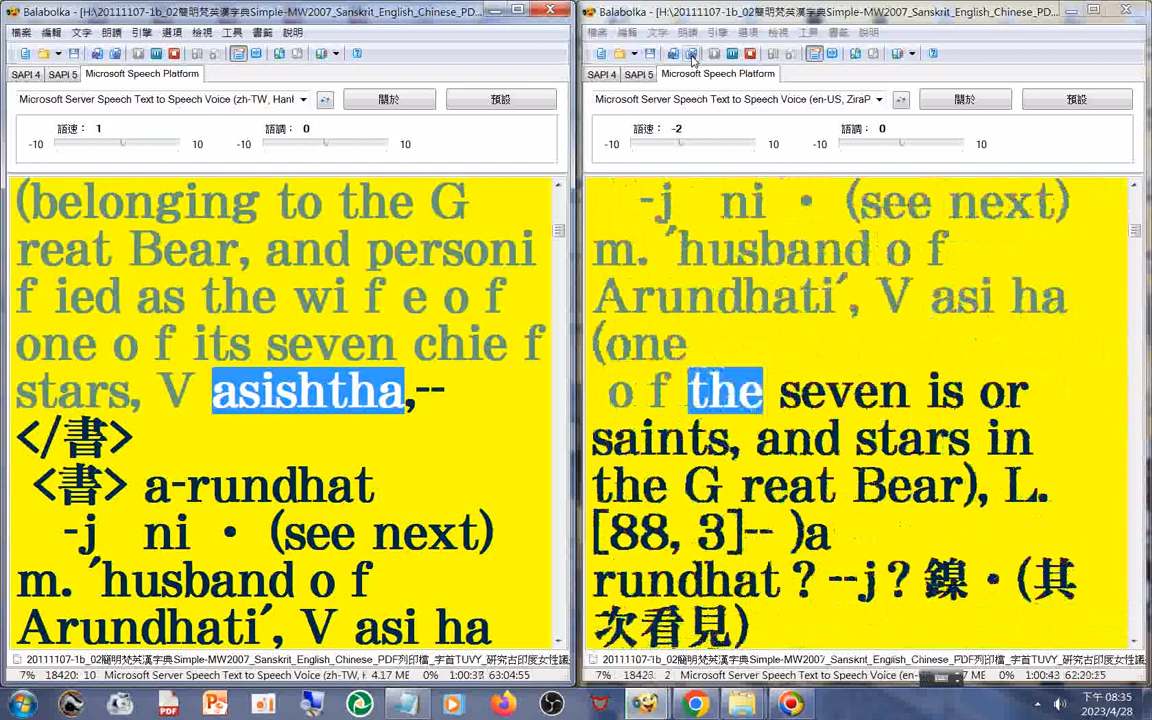 Balabolka - [H:\20111107-1b_02簡明梵英漢字典Simple-MW2007_Sanskrit_English_Chinese_PD...
檔案 編輯 文字 朗讀 引擎 選項 檢視 工具 書籤 說明
SAPI 4 SAPI 5 Microsoft Speech Platform
Microsoft Server Speech Text to Speech Voice (zh-TW, Hanl
關於
預設
語速： 1 語調： 0
-10 10 -10 10
(belonging to the G
reat Bear, and personi
f ied as the wi f e o f
one o f its seven chie f
stars, V asishtha,--
</書>
<書> a-rundhat
-j ni • (see next)
m. ´husband o f
Arundhati´, V asi ha
20111107-1b_02簡明梵英漢字典Simple-MW2007_Sanskrit_English_Chinese_PDF列印檔_字首TUVY_研究古印度女性議
7% 18420: 10 Microsoft Server Speech Text to Speech Voice (zh-TW, H 4.17 ME 0% 1:00:37 63:04:55
Balabolka - [H:\20111107-1b_02簡明梵英漢字典Simple-MW2007_Sanskrit_English_Chinese_PD...
檔案 編輯 文字 朗讀 引擎 選項 檢視 工具 書籤 說明
SAPI 4 SAPI 5 Microsoft Speech Platform
Microsoft Server Speech Text to Speech Voice (en-US, ZiraP
關於
預設
語速： -2 語調： 0
-10 10 -10 10
-j ni • (see next)
m. ´husband o f
Arundhati´, V asi ha
(one
o f the seven is or
saints, and stars in
the G reat Bear), L.
[88, 3]-- )a
rundhat？--j？鎳•(其
次看見)
20111107-1b_02簡明梵英漢字典Simple-MW2007_Sanskrit_English_Chinese_PDF列印檔_字首TUVY_研究古印度女性議
7% 18423: 2 Microsoft Server Speech Text to Speech Voice (en-US, 4.17 ME 0% 1:00:43 62:20:25
下午 08:35
2023/4/28